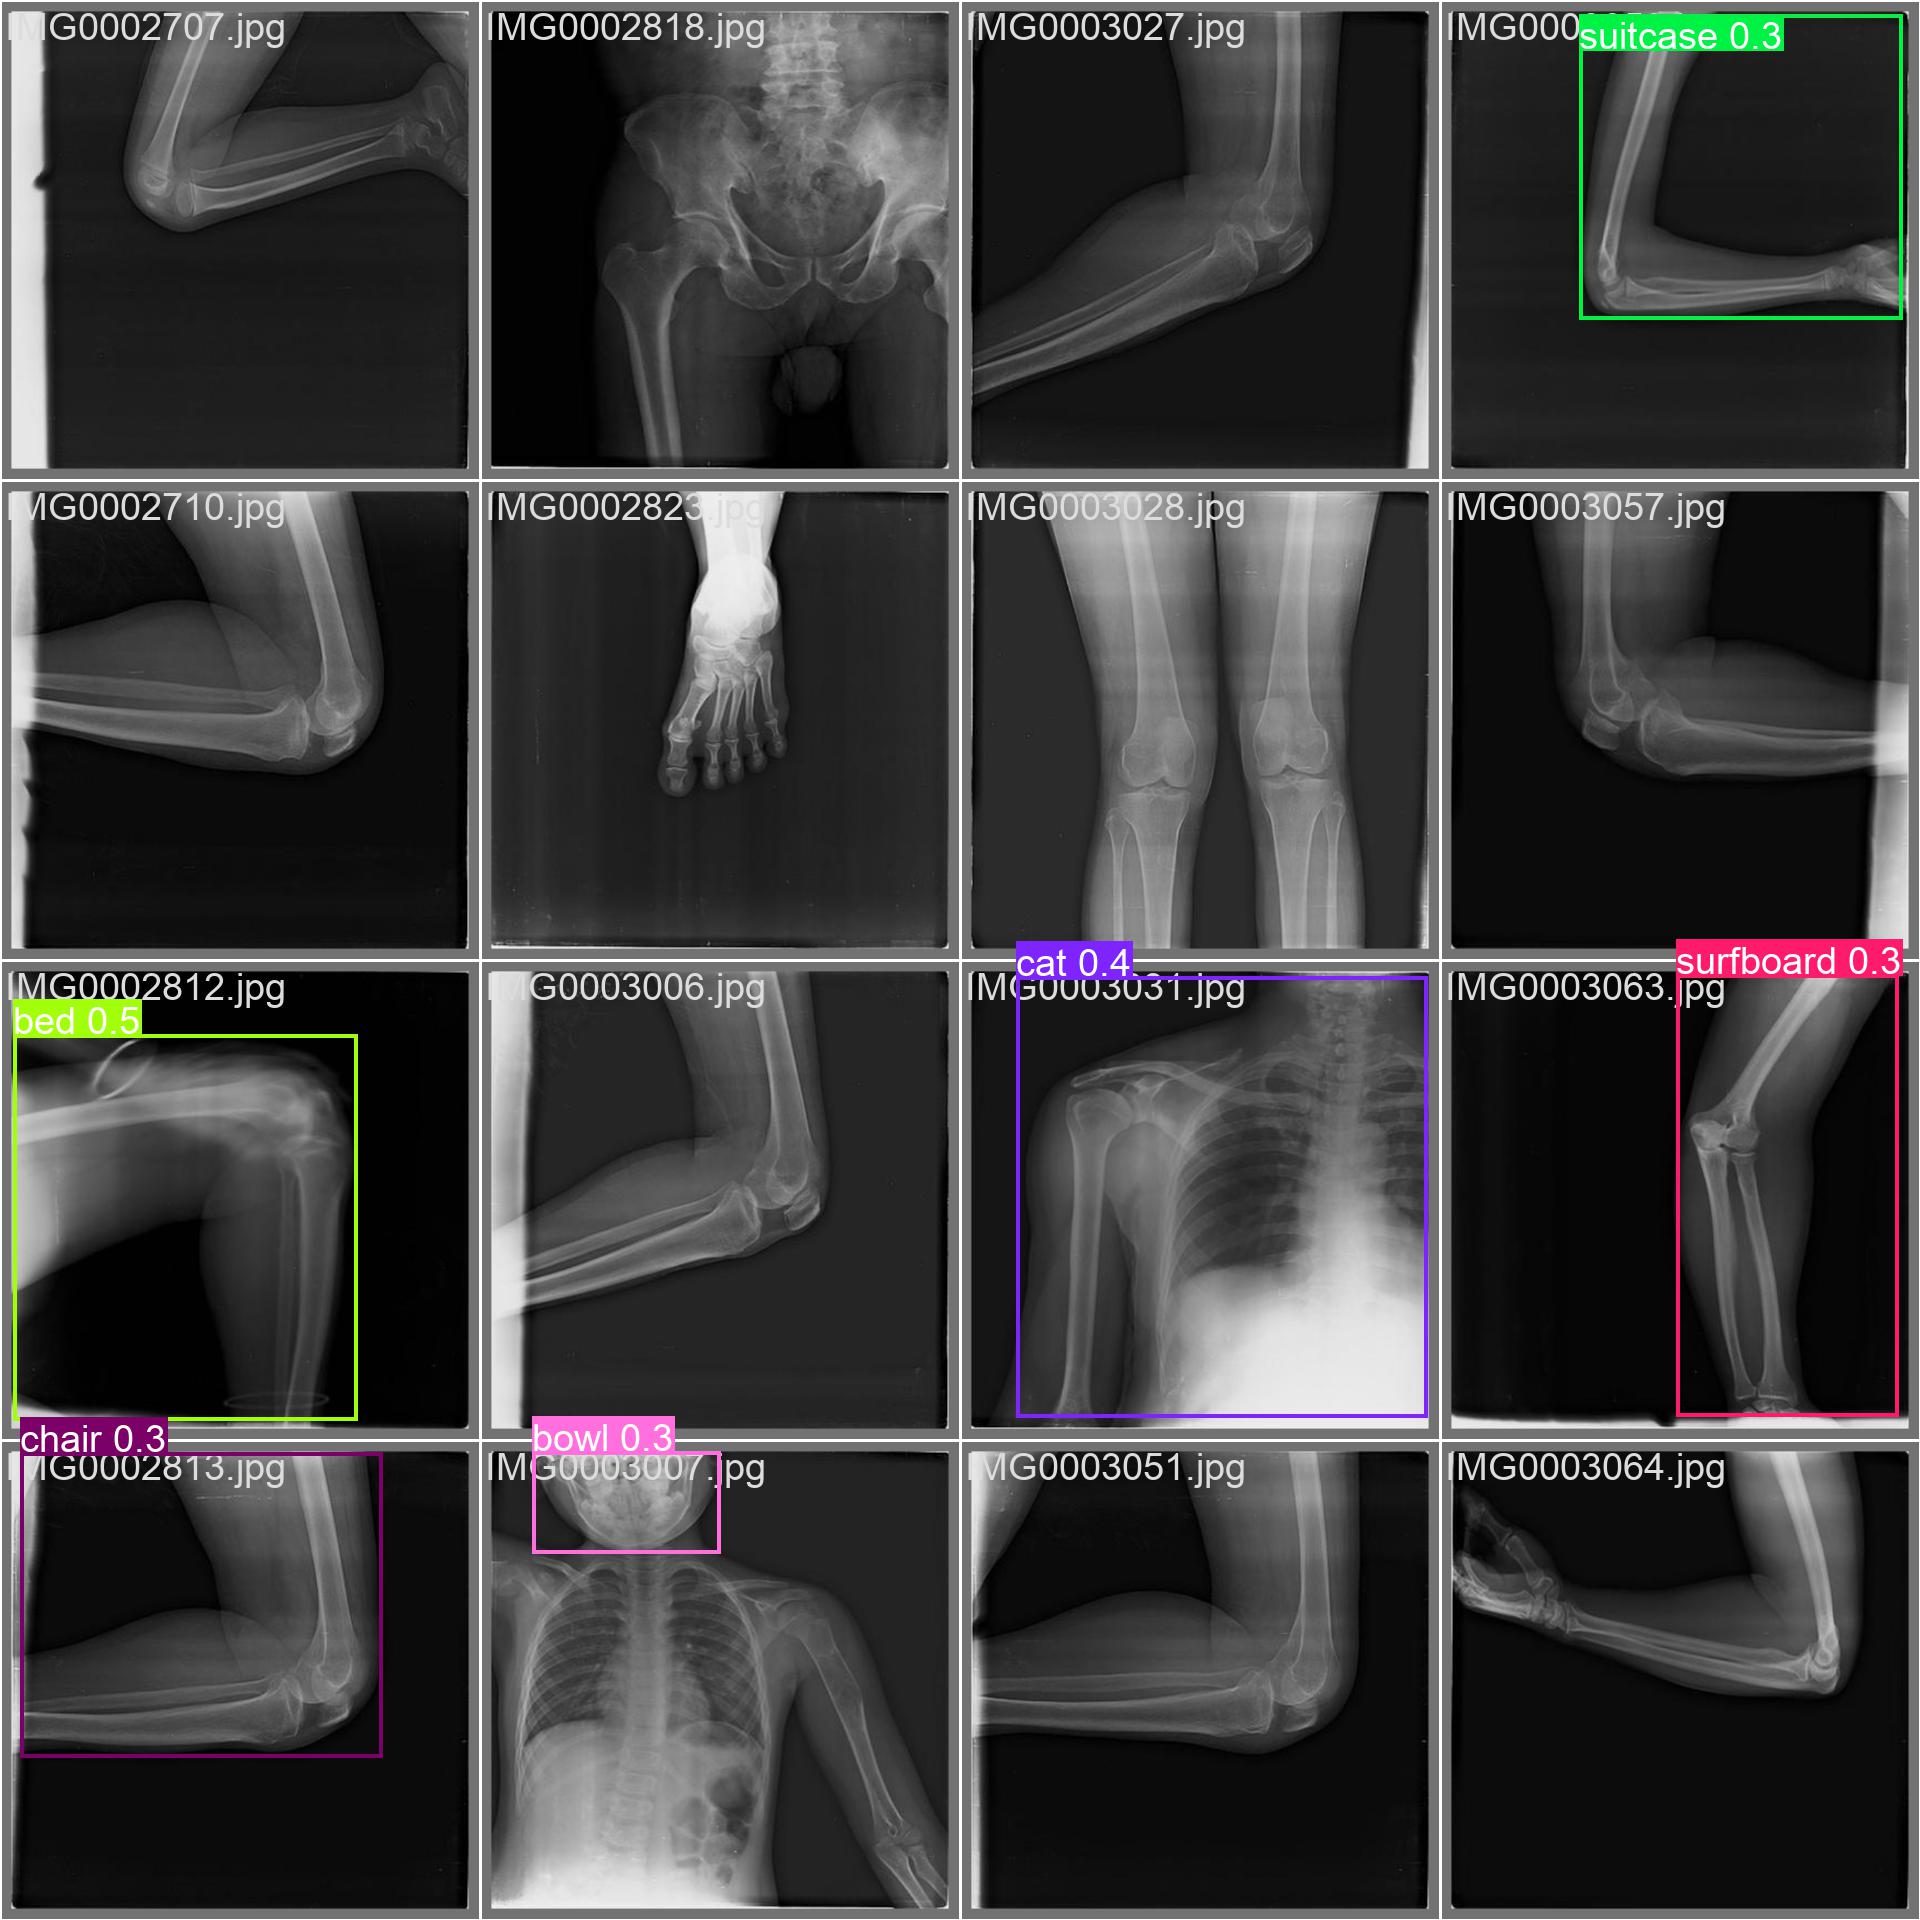 IMG0002707.jpg
IMG0002818.jpg
IMG0003027.jpg
suitcase 0.3
IMG0002710.jpg
IMG0002823.jpg
IMG0003028.jpg
IMG0003057.jpg
IMG0002812.jpg
bed 0.5
IMG0003006.jpg
cat 0.4
IMG0003031.jpg
surfboard 0.3
IMG0003063.jpg
chair 0.3
IMG0002813.jpg
bowl 0.3
IMG0003007.jpg
IMG0003051.jpg
IMG0003064.jpg